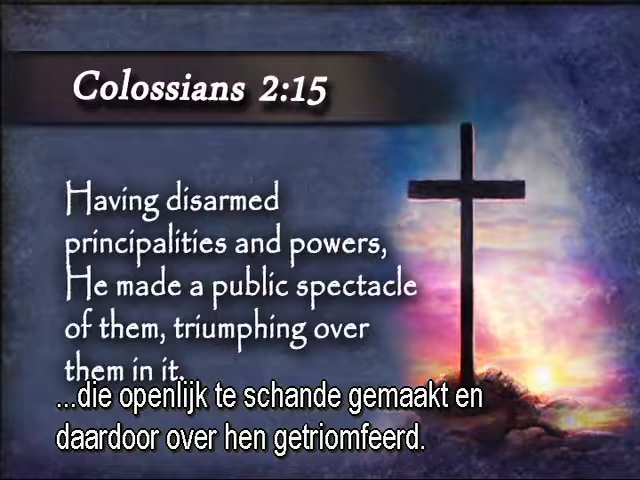 Colossians 2:15
Having disarmed
principalities and powers,
He made a public spectacle
of them, triumphing over
them in it.
...die openlijk te schande gemaakt en
daardoor over hen getriomfeerd.